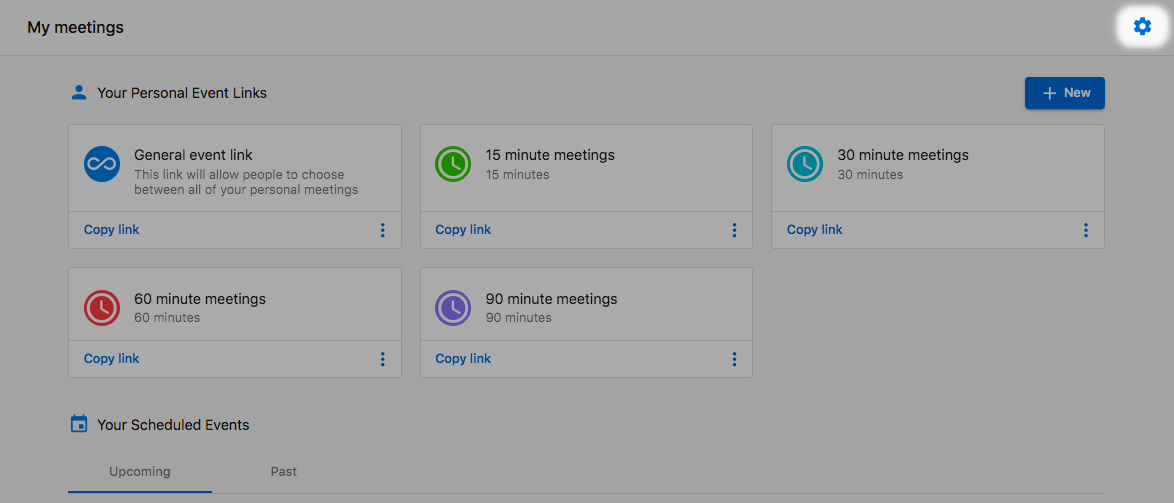 My meetings
Your Personal Event Links
New
General event link
This link will allow people to choose
between all of your personal meetings
Copy link
15 minute meetings
15 minutes
Copy link
30 minute meetings
30 minutes
Copy link
60 minute meetings
60 minutes
Copy link
90 minute meetings
90 minutes
Copy link
Your Scheduled Events
Upcoming
Past